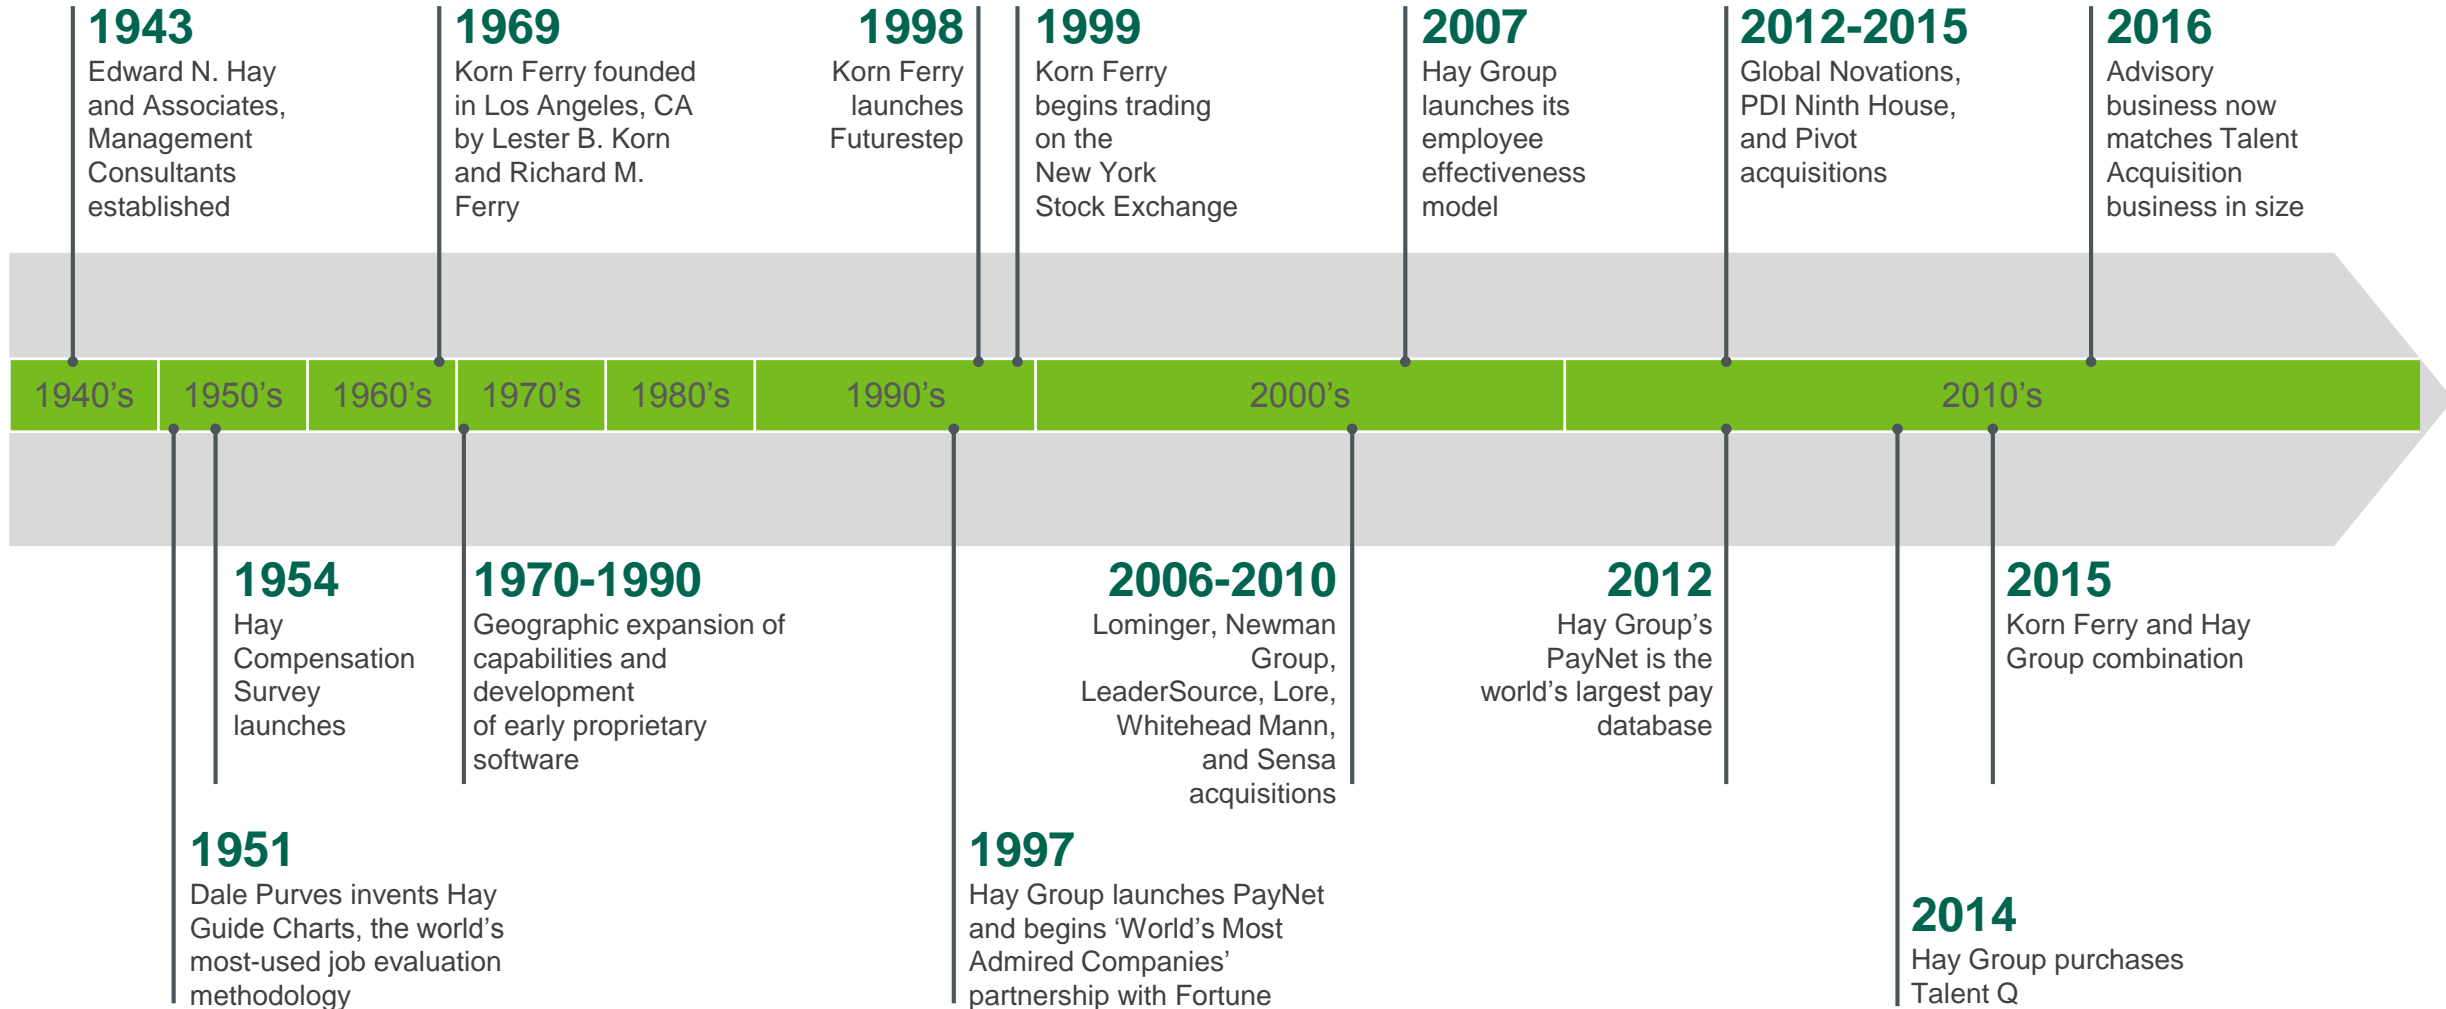 1943
Edward N. Hay
and Associates,
Management
Consultants
established
1969
Korn Ferry founded
in Los Angeles, CA
by Lester B. Korn
and Richard M.
Ferry
1998
Korn Ferry
launches
Futurestep
1999
Korn Ferry
begins trading
on the
New York
Stock Exchange
2007
Hay Group
launches its
employee
effectiveness
model
2012-2015
Global Novations,
PDI Ninth House,
and Pivot
acquisitions
2016
Advisory
business now
matches Talent
Acquisition
business in size
1940’s
1950’s
1960’s
1970’s
1980’s
1990’s
2000’s
2010’s
1954
Hay
Compensation
Survey
launches
1970-1990
Geographic expansion of
capabilities and
development
of early proprietary
software
2006-2010
Lominger, Newman
Group,
LeaderSource, Lore,
Whitehead Mann,
and Sensa
acquisitions
2012
Hay Group’s
PayNet is the
world’s largest pay
database
2015
Korn Ferry and Hay
Group combination
1951
Dale Purves invents Hay
Guide Charts, the world’s
most-used job evaluation
methodology
1997
Hay Group launches PayNet
and begins ‘World’s Most
Admired Companies’
partnership with Fortune
2014
Hay Group purchases
Talent Q